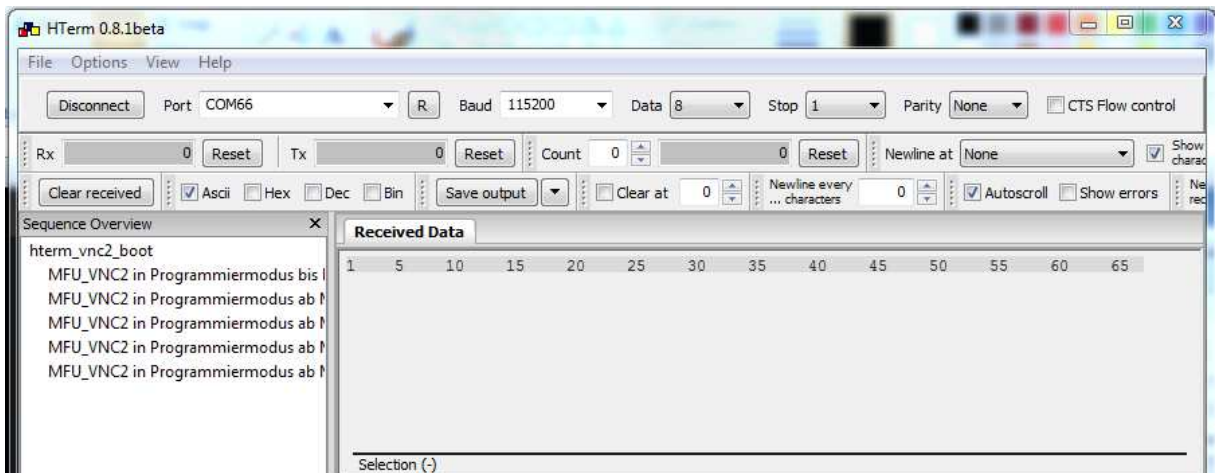 HTerm 0.8.1beta
File Options View Help
Disconnect Port COM66 R Baud 115200 Data 8 Stop 1 Parity None CTS Flow control
Rx 0 Reset Tx 0 Reset Count 0 0 Reset Newline at None Show
Clear received Ascii Hex Dec Bin Save output Clear at 0 Newline every
... characters 0 Autoscroll Show errors
Sequence Overview X
Received Data
hterm_vnc2_boot
MFU_VNC2 in Programmiermodus bis
MFU_VNC2 in Programmiermodus ab
MFU_VNC2 in Programmiermodus ab
MFU_VNC2 in Programmiermodus ab
MFU_VNC2 in Programmiermodus ab
1 5 10 15 20 25 30 35 40 45 50 55 60 65
Selection (-)